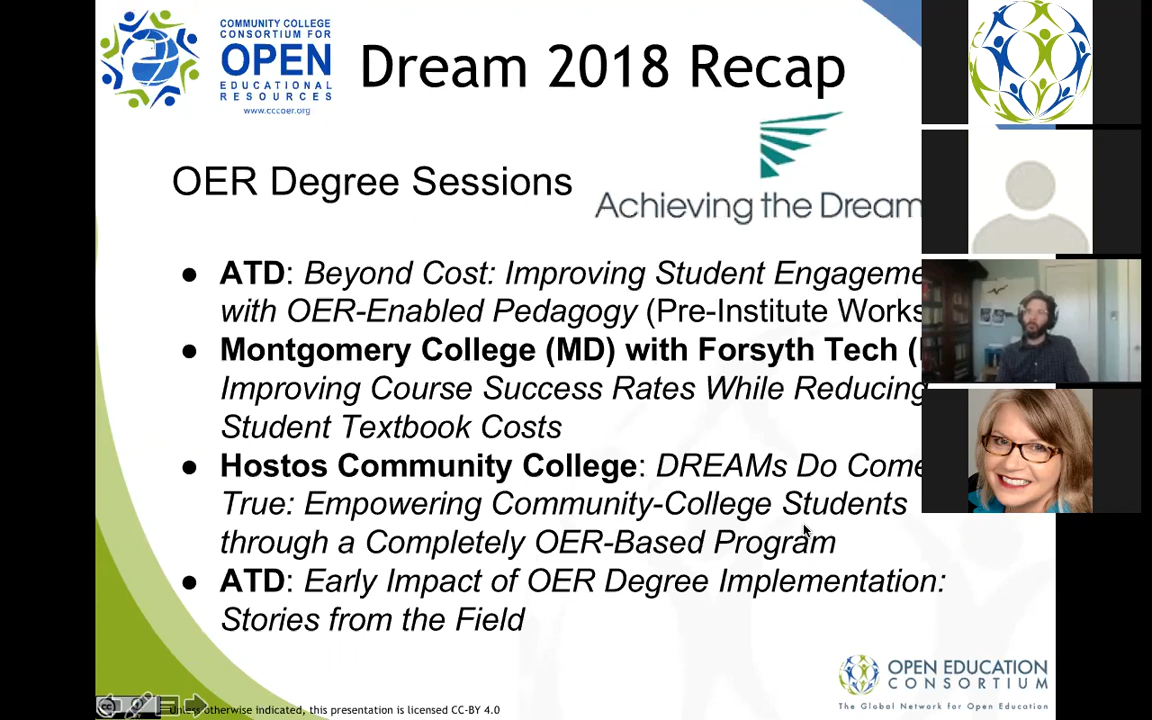 COMMUNITY COLLEGE
CONSORTIUM FOR
OPEN
EDUCATIONAL
RESOURCES
www.cccoer.org
Dream 2018 Recap
Achieving the Dream
OER Degree Sessions
● ATD: Beyond Cost: Improving Student Engageme
with OER-Enabled Pedagogy (Pre-Institute Works
● Montgomery College (MD) with Forsyth Tech (
Improving Course Success Rates While Reducing
Student Textbook Costs
● Hostos Community College: DREAMs Do Come
True: Empowering Community-College Students
through a Completely OER-Based Program
● ATD: Early Impact of OER Degree Implementation:
Stories from the Field
OPEN EDUCATION
CONSORTIUM
The Global Network for Open Education
Unless otherwise indicated, this presentation is licensed CC-BY 4.0